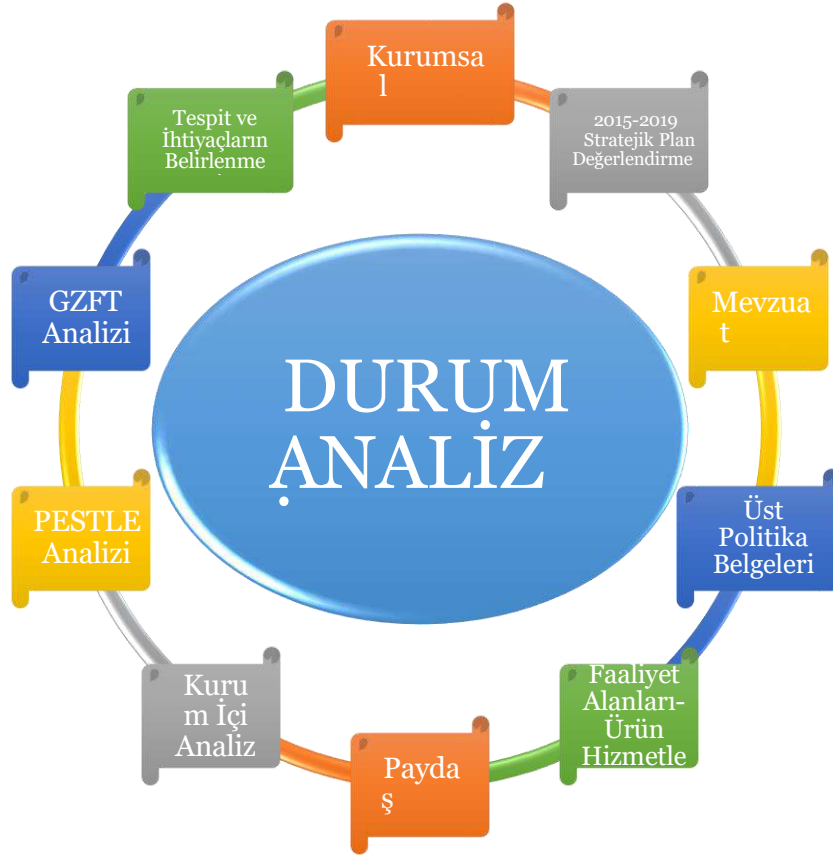 Kurumsa
l
2015-2019
Stratejik Plan
Değerlendirme
Mevzua
t
Üst
Politika
Belgeleri
Faaliyet
Alanları-
Ürün
Hizmetle
Payda
ş
Kuru
m İçi
Analiz
PESTLE
Analizi
GZFT
Analizi
Tespit ve
İhtiyaçların
Belirlenme
DURUM
ANALİZ